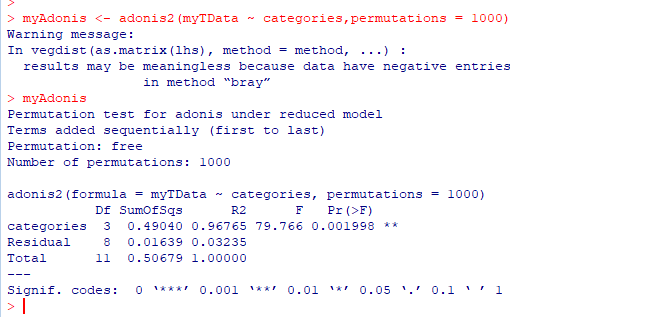 >
> myAdonis <- adonis2(myTData ~ categories,permutations = 1000)
Warning message:
In vegdist(as.matrix(lhs), method = method, ...) :
  results may be meaningless because data have negative entries
                 in method “bray”
> myAdonis
Permutation test for adonis under reduced model
Terms added sequentially (first to last)
Permutation: free
Number of permutations: 1000

adonis2(formula = myTData ~ categories, permutations = 1000)
           Df SumOfSqs      R2      F   Pr(>F)
categories  3  0.49040 0.96765 79.766 0.001998 **
Residual    8  0.01639 0.03235
Total      11  0.50679 1.00000
---
Signif. codes:  0 ‘***’ 0.001 ‘**’ 0.01 ‘*’ 0.05 ‘.’ 0.1 ‘ ’ 1
>